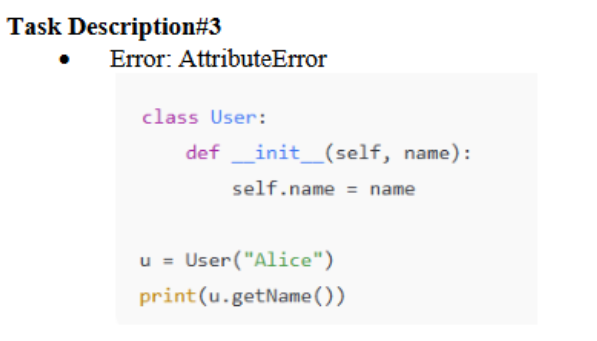 Task Description#3
• Error: AttributeError
class User:
    def __init__(self, name):
        self.name = name
u = User("Alice")
print(u.getName())